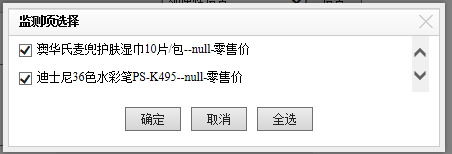 监测项选择
澳华氏麦兜护肤湿巾10片/包--null-零售价
迪士尼36色水彩笔PS-K495--null-零售价
确定 取消 全选